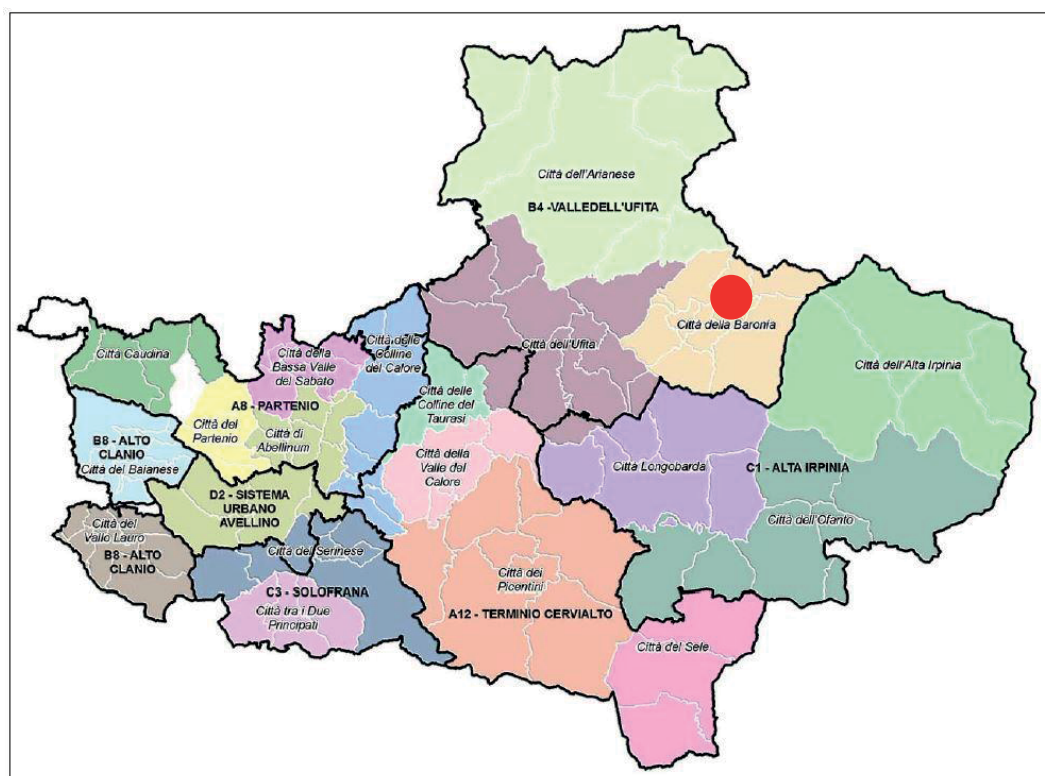 Città dell'Arianese
B4 -VALLEDELL'UFITA
Città della Baronia
Città dell'Ufita
Città dell'Alta Irpinia
Città Caudina
Città della
Bassa Valle
del Sabato
Città delle
Colline
del Calore
A8 - PARTENIO
Città del
Partenio
Città di
Abellinum
Città delle
Colline del
Taurasi
B8 - ALTO
CLANIO
Città del Baianese
Città della
Valle del
Calore
Città Longobarda
C1 - ALTA IRPINIA
D2 - SISTEMA
URBANO
AVELLINO
Città del
Vallo Lauro
B8 - ALTO
CLANIO
Città del Serinese
Città dell'Ofanto
C3 - SOLOFRANA
Città tra i Due
Principati
Città dei
Picentini
A12 - TERMINIO CERVIALTO
Città del Sele